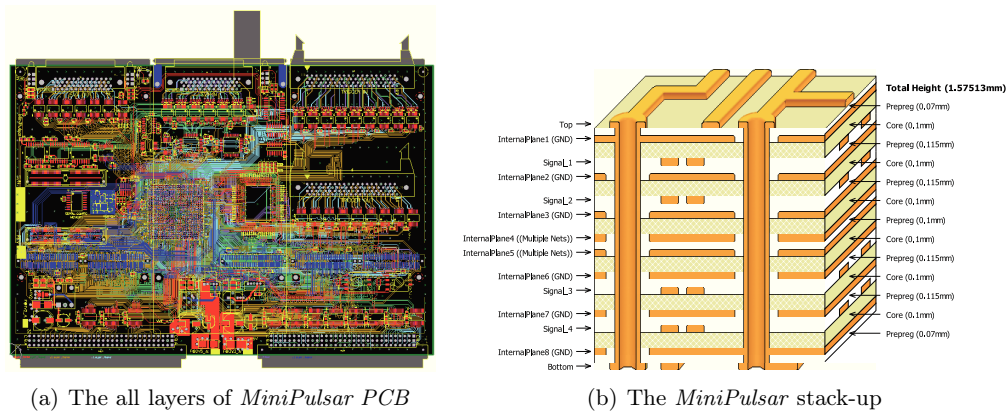 Total Height (1.57513mm)
Prepreg (0.07mm)
Core (0.1mm)
Prepreg (0.115mm)
Core (0.1mm)
Prepreg (0.115mm)
Core (0.1mm)
Prepreg (0.1mm)
Core (0.1mm)
Prepreg (0.115mm)
Core (0.1mm)
Prepreg (0.115mm)
Core (0.1mm)
Prepreg (0.07mm)
Top
InternalPlane1 (GND)
Signal_1
InternalPlane2 (GND)
Signal_2
InternalPlane3 (GND)
InternalPlane4 ((Multiple Nets))
InternalPlane5 ((Multiple Nets))
InternalPlane6 (GND)
Signal_3
InternalPlane7 (GND)
Signal_4
InternalPlane8 (GND)
Bottom
(a) The all layers of MiniPulsar PCB
(b) The MiniPulsar stack-up